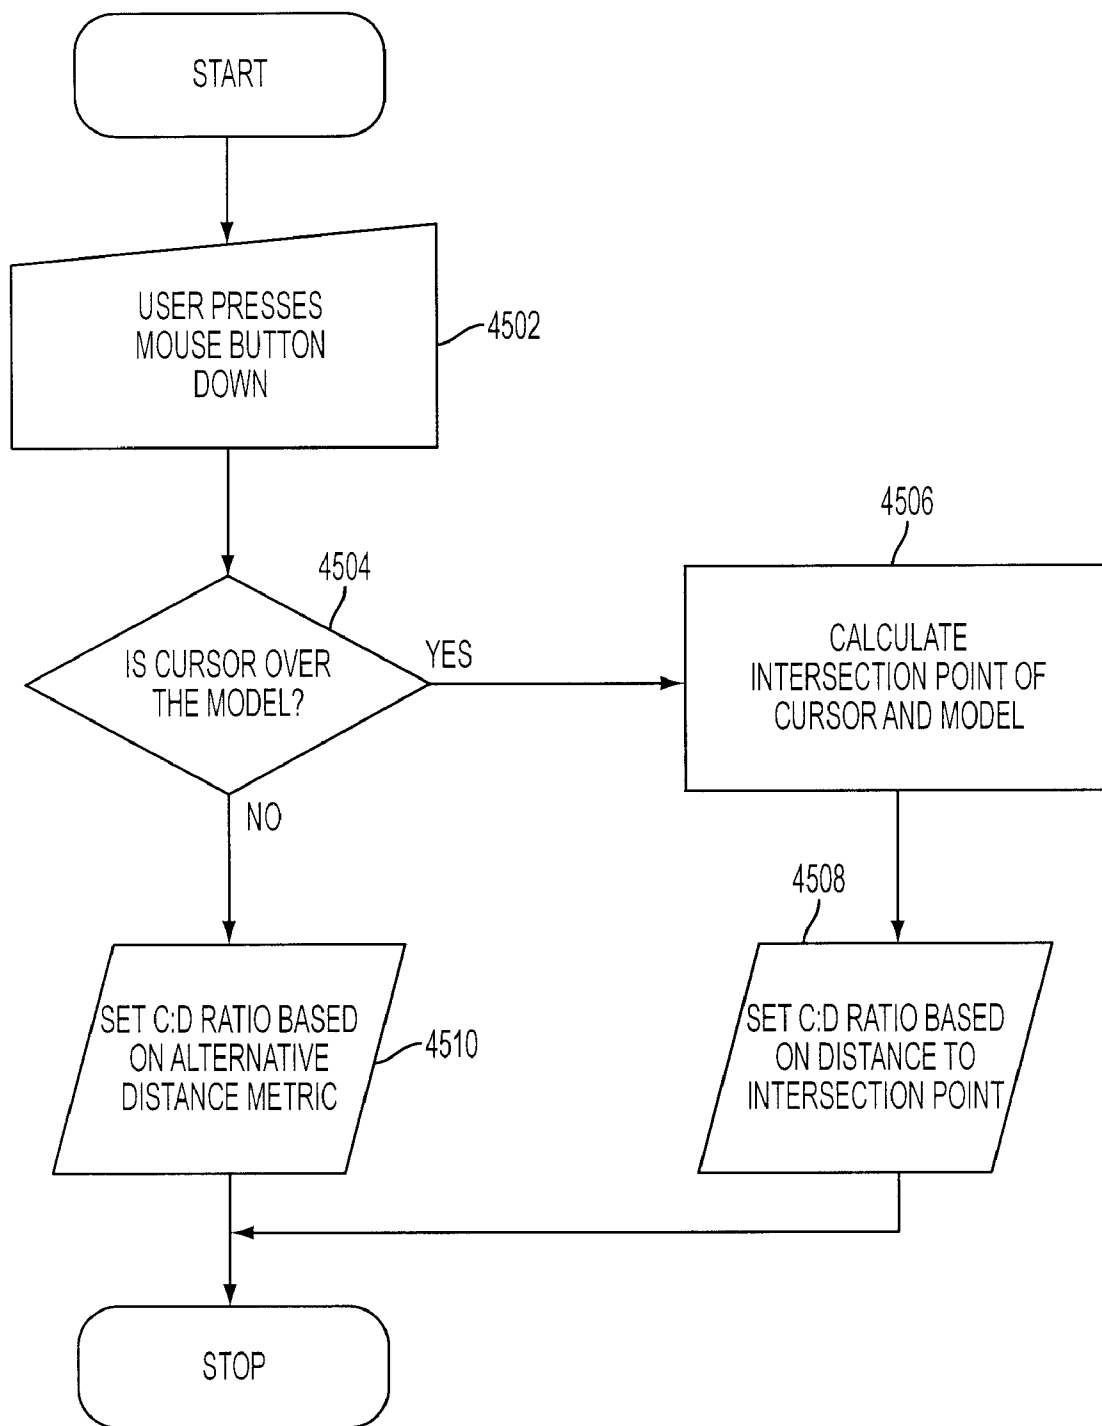 START
USER PRESSES
MOUSE BUTTON
DOWN
4502
4504
IS CURSOR OVER
THE MODEL?
YES
NO
4506
CALCULATE
INTERSECTION POINT OF
CURSOR AND MODEL
4508
SET C:D RATIO BASED
ON DISTANCE TO
INTERSECTION POINT
SET C:D RATIO BASED
ON ALTERNATIVE
DISTANCE METRIC
4510
STOP